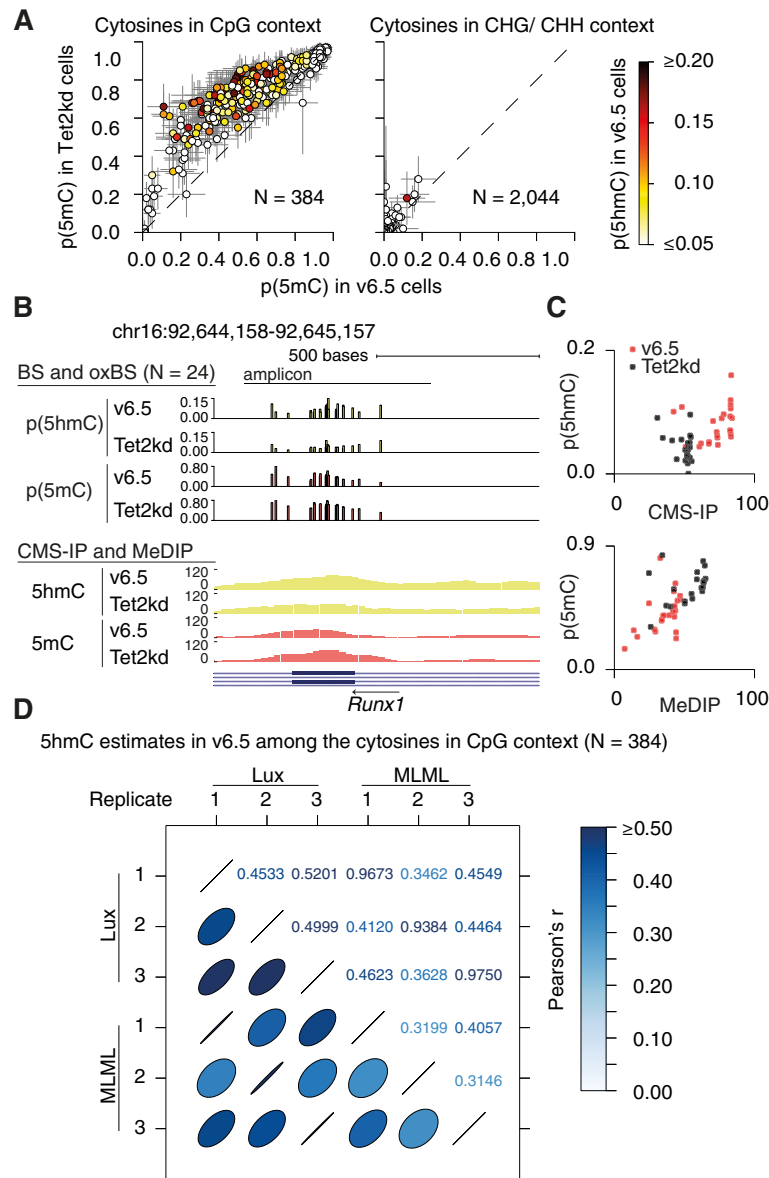 A
Cytosines in CpG context
Cytosines in CHG/ CHH context
p(5mC) in Tet2kd cells
1.0
0.8
0.6
0.4
0.2
0.0
N = 384
N = 2,044
0.0 0.2 0.4 0.6 0.8 1.0
0.0 0.2 0.4 0.6 0.8 1.0
p(5mC) in v6.5 cells
p(5hmC) in v6.5 cells
≥0.20
0.15
0.10
≤0.05
B
chr16:92,644,158-92,645,157
500 bases
BS and oxBS (N = 24)
amplicon
p(5hmC)
v6.5
0.15
0.00
Tet2kd
0.15
0.00
p(5mC)
v6.5
0.80
0.00
Tet2kd
0.80
0.00
CMS-IP and MeDIP
5hmC
v6.5
120
0
Tet2kd
120
0
5mC
v6.5
120
0
Tet2kd
120
0
Runx1
C
0.2
v6.5
Tet2kd
p(5hmC)
0.0
0 100
CMS-IP
0.9
p(5mC)
0.0
0 100
MeDIP
D
5hmC estimates in v6.5 among the cytosines in CpG context (N = 384)
Lux MLML
Replicate 1 2 3 1 2 3
Lux
1 0.4533 0.5201 0.9673 0.3462 0.4549
2 0.4999 0.4120 0.9384 0.4464
3 0.4623 0.3628 0.9750
MLML
1 0.3199 0.4057
2 0.3146
3
Pearson's r
≥0.50
0.40
0.30
0.20
0.10
0.00